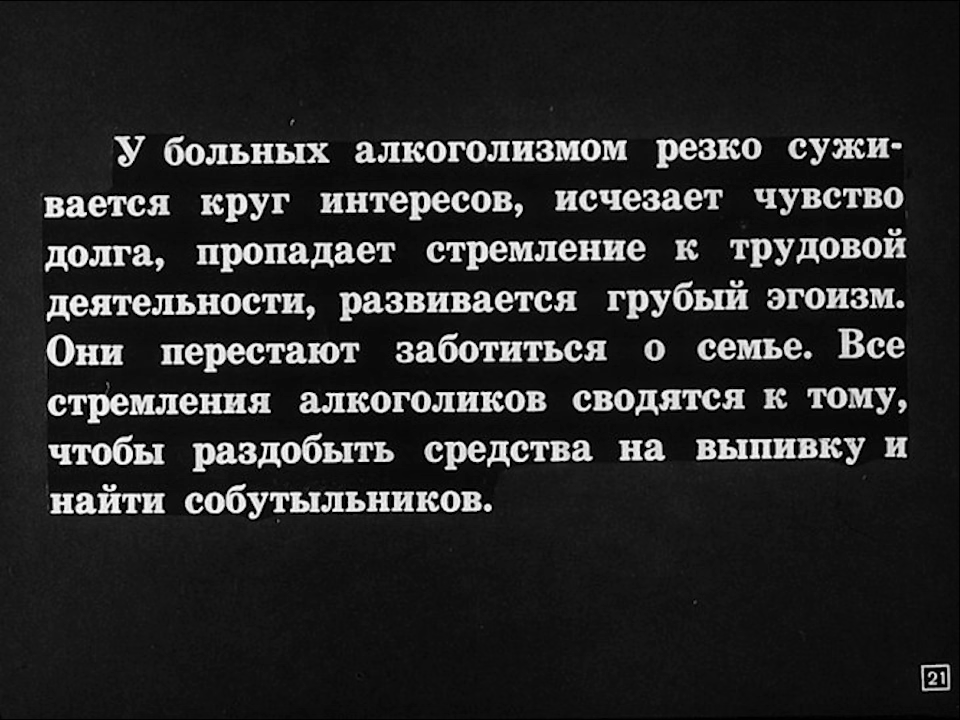 У больных алкоголизмом резко сужи-
вается круг интересов, исчезает чувство
долга, пропадает стремление к трудовой
деятельности, развивается грубый эгоизм.
Они перестают заботиться о семье. Все
стремления алкоголиков сводятся к тому,
чтобы раздобыть средства на выпивку и
найти собутыльников.
21